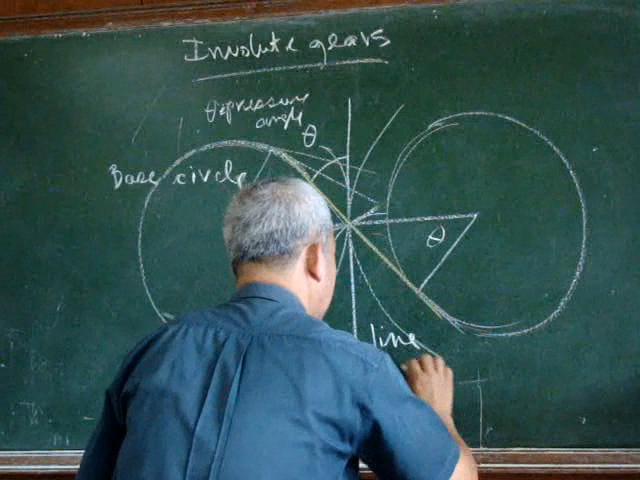 Involute gears
θ = pressure
angle
θ
Base circle
θ
line